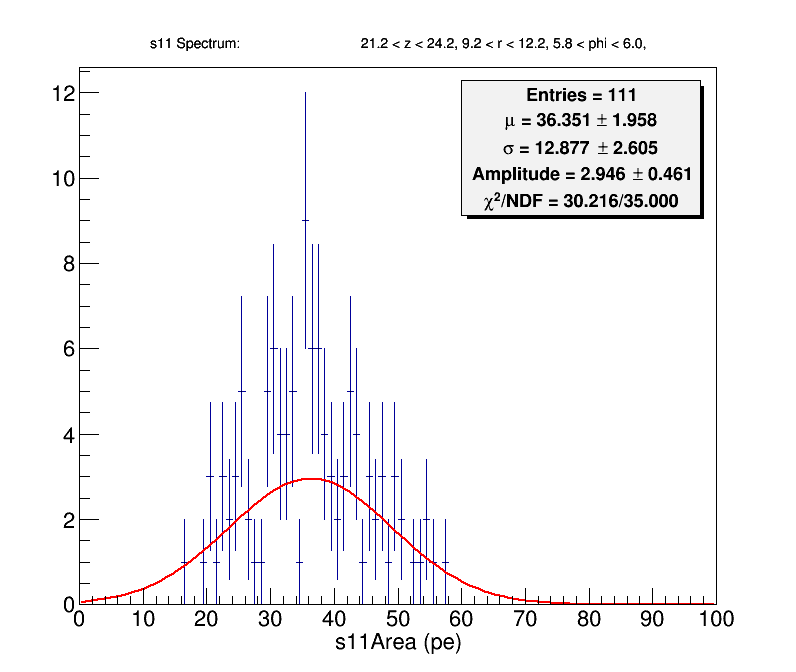 s11 Spectrum: 21.2 < z < 24.2, 9.2 < r < 12.2, 5.8 < phi < 6.0,
Entries = 111
μ = 36.351 ± 1.958
σ = 12.877 ± 2.605
Amplitude = 2.946 ± 0.461
χ²/NDF = 30.216/35.000
12
10
8
6
4
2
0
0 10 20 30 40 50 60 70 80 90 100
s11Area (pe)